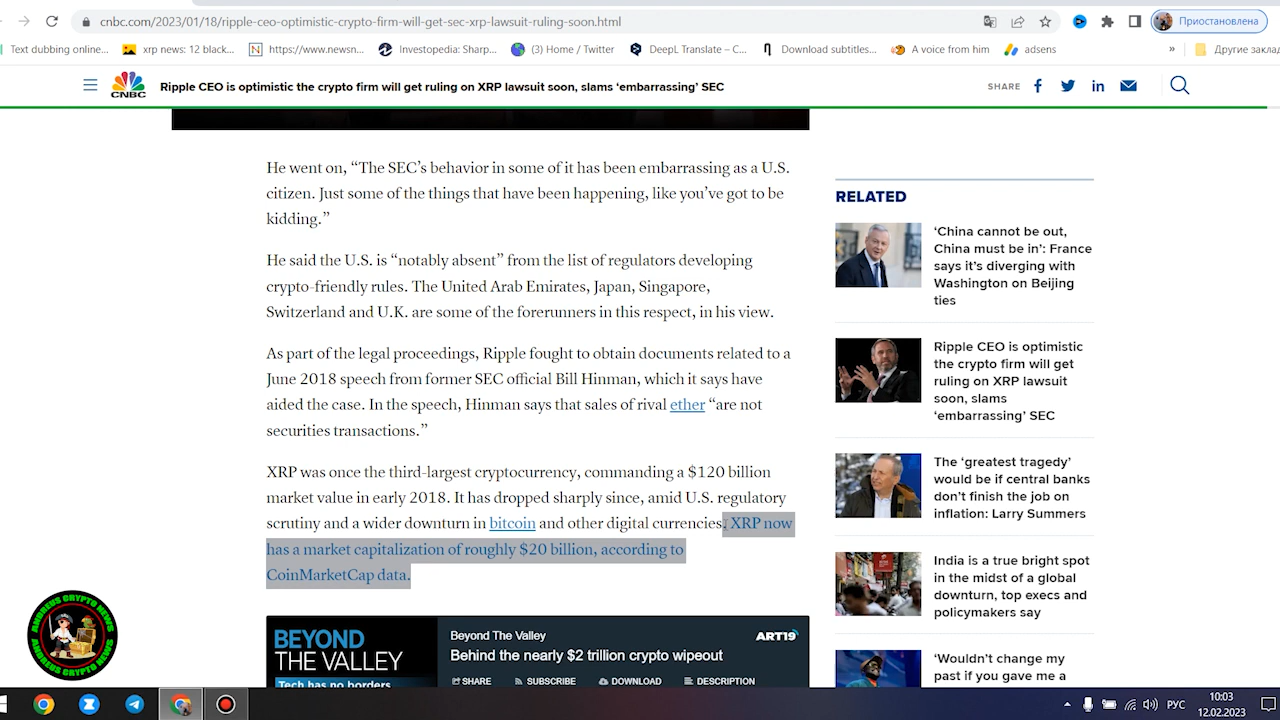 cnbc.com/2023/01/18/ripple-ceo-optimistic-crypto-firm-will-get-sec-xrp-lawsuit-ruling-soon.html
Приостановлена
Text dubbing online...
xrp news: 12 black...
https://www.newsn...
Investopedia: Sharp...
(3) Home / Twitter
DeepL Translate – C...
Download subtitles...
A voice from him
adsens
»
Другие заклад
CNBC
Ripple CEO is optimistic the crypto firm will get ruling on XRP lawsuit soon, slams ‘embarrassing’ SEC
SHARE
He went on, “The SEC’s behavior in some of it has been embarrassing as a U.S.
citizen. Just some of the things that have been happening, like you’ve got to be
kidding.”
He said the U.S. is “notably absent” from the list of regulators developing
crypto-friendly rules. The United Arab Emirates, Japan, Singapore,
Switzerland and U.K. are some of the forerunners in this respect, in his view.
As part of the legal proceedings, Ripple fought to obtain documents related to a
June 2018 speech from former SEC official Bill Hinman, which it says have
aided the case. In the speech, Hinman says that sales of rival ether “are not
securities transactions.”
XRP was once the third-largest cryptocurrency, commanding a $120 billion
market value in early 2018. It has dropped sharply since, amid U.S. regulatory
scrutiny and a wider downturn in bitcoin and other digital currencies. XRP now
has a market capitalization of roughly $20 billion, according to
CoinMarketCap data.
RELATED
‘China cannot be out,
China must be in’: France
says it’s diverging with
Washington on Beijing
ties
Ripple CEO is optimistic
the crypto firm will get
ruling on XRP lawsuit
soon, slams
‘embarrassing’ SEC
The ‘greatest tragedy’
would be if central banks
don’t finish the job on
inflation: Larry Summers
India is a true bright spot
in the midst of a global
downturn, top execs and
policymakers say
‘Wouldn’t change my
past if you gave me a
BEYOND
THE VALLEY
Tech has no borders
Beyond The Valley
Behind the nearly $2 trillion crypto wipeout
ART19
SHARE
SUBSCRIBE
DOWNLOAD
DESCRIPTION
ANDREUS CRYPTO NEWS
ANDREUS CRYPTO NEWS
РУС
10:03
12.02.2023